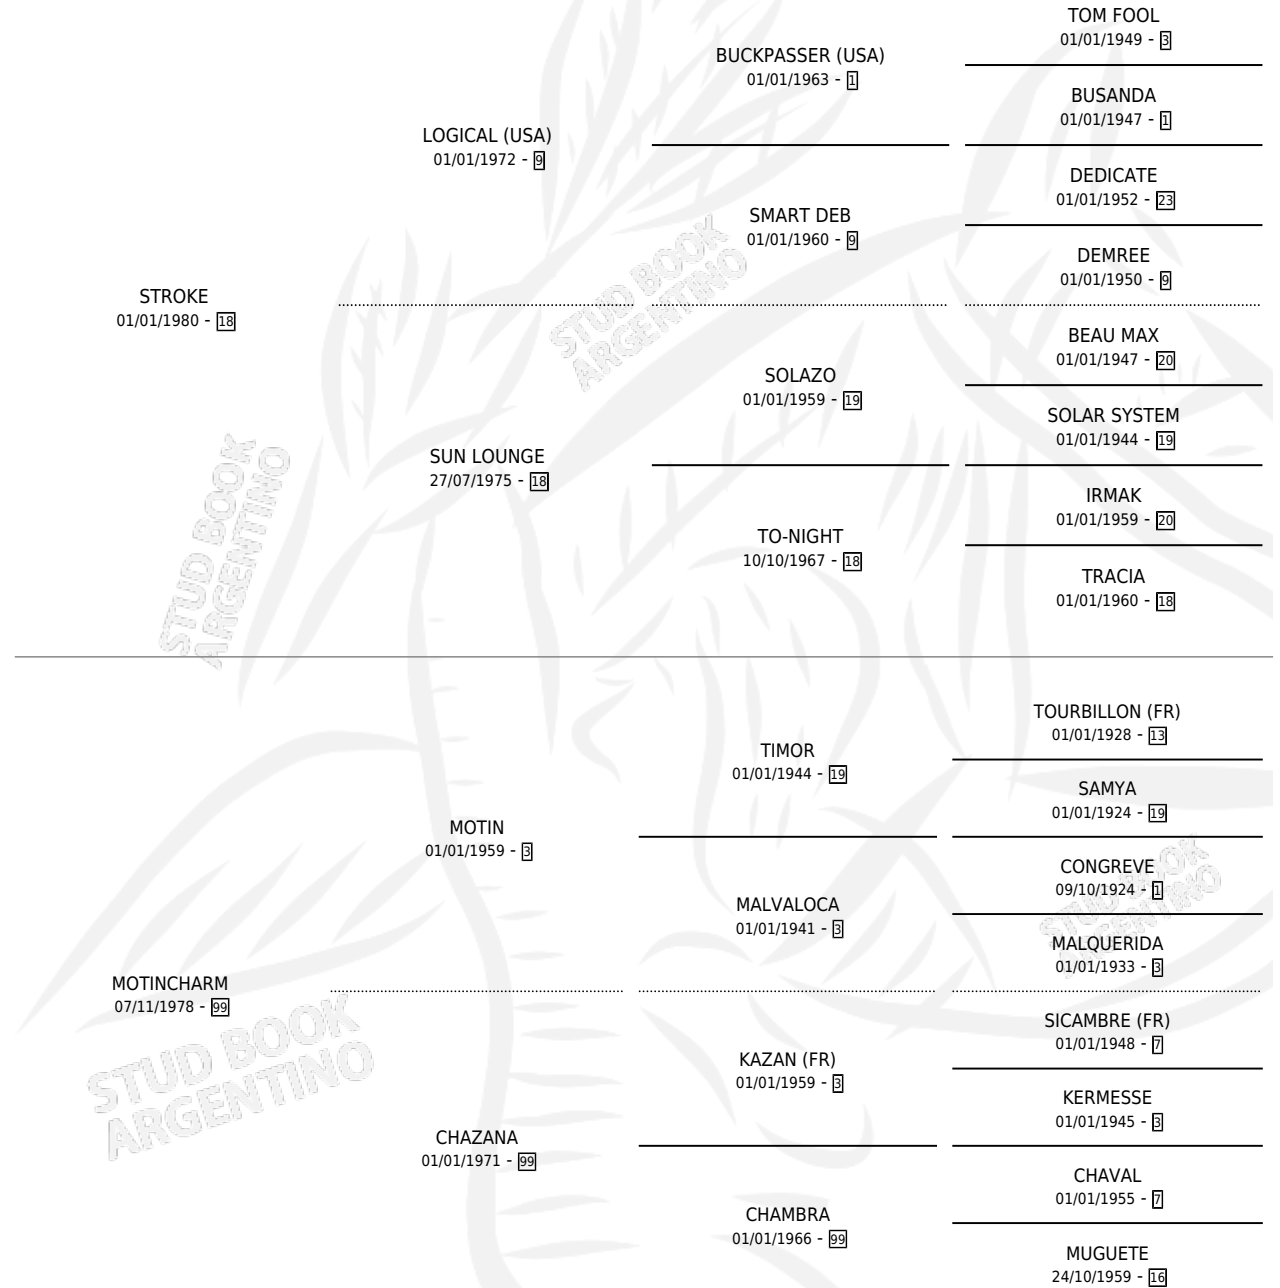 TOM FOOL
01/01/1949 - 3
BUCKPASSER (USA)
01/01/1963 - 1
BUSANDA
01/01/1947 - 1
LOGICAL (USA)
01/01/1972 - 9
DEDICATE
01/01/1952 - 23
SMART DEB
01/01/1960 - 9
DEMREE
01/01/1950 - 9
STROKE
01/01/1980 - 18
STUD BOOK
ARGENTINO
BEAU MAX
01/01/1947 - 20
SOLAZO
01/01/1959 - 19
SOLAR SYSTEM
01/01/1944 - 19
SUN LOUNGE
27/07/1975 - 18
IRMAK
01/01/1959 - 20
TO-NIGHT
10/10/1967 - 18
TRACIA
01/01/1960 - 18
STUD BOOK
ARGENTINO
TOURBILLON (FR)
01/01/1928 - 13
TIMOR
01/01/1944 - 19
SAMYA
01/01/1924 - 19
MOTIN
01/01/1959 - 3
CONGREVE
09/10/1924 - 1
MALVALOCA
01/01/1941 - 3
STUD BOOK
ARGENTINO
MALQUERIDA
01/01/1933 - 3
MOTINCHARM
07/11/1978 - 99
SICAMBRE (FR)
01/01/1948 - 7
KAZAN (FR)
01/01/1959 - 3
KERMESSE
01/01/1945 - 3
STUD BOOK
ARGENTINO
CHAZANA
01/01/1971 - 99
CHAVAL
01/01/1955 - 7
CHAMBRA
01/01/1966 - 99
MUGUETE
24/10/1959 - 16